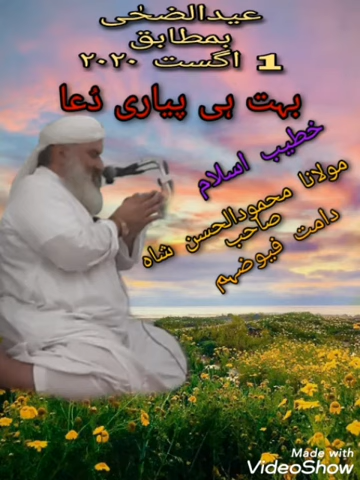 عیدالضحٰی
بمطابق
1 اگست ۲۰۲۰
بہت ہی پیاری دُعا
خطیب اسلام
مولانا محمودالحسن شاہ
صاحب
دامت فیوضہم
Made with
VideoShow